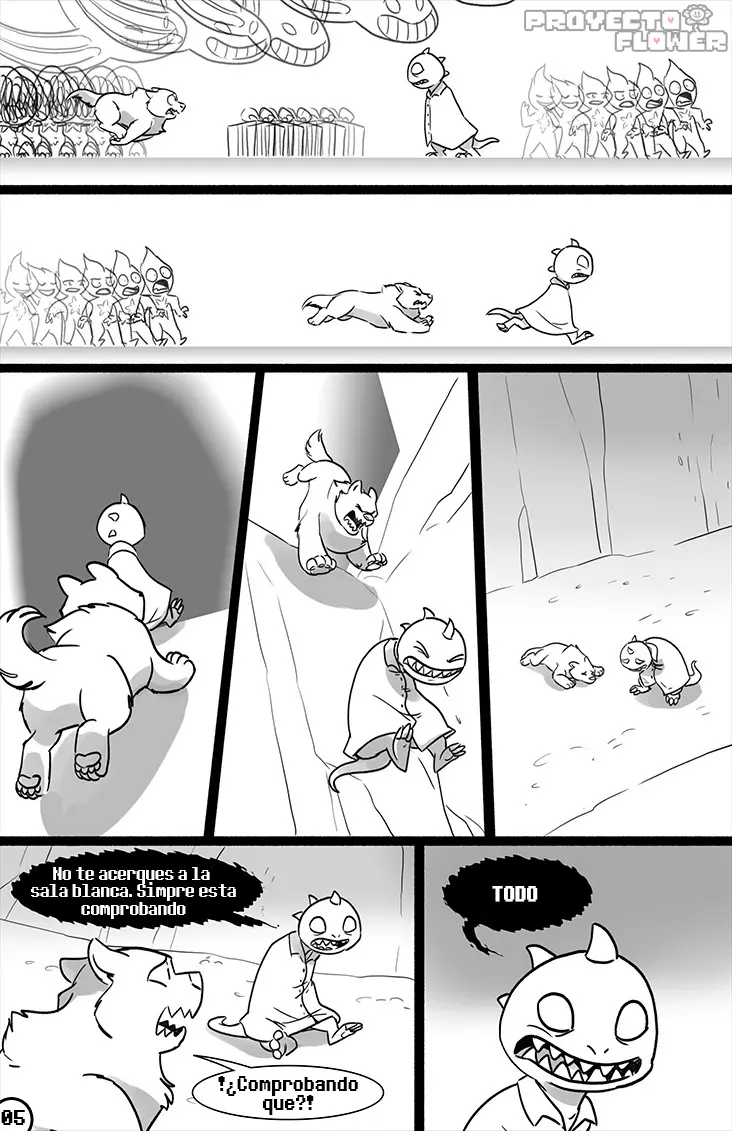 PROYECTO
FLOWER
No te acerques a la
sala blanca. Simpre esta
comprobando
TODO
!¿Comprobando
que?!
05